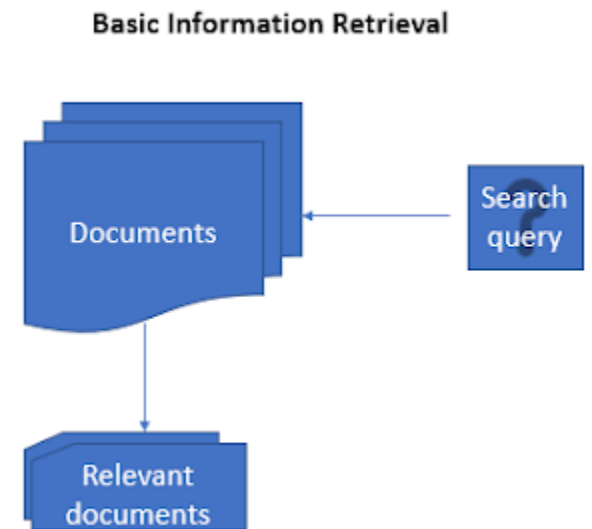 Basic Information Retrieval
Documents
Search
query
Relevant
documents